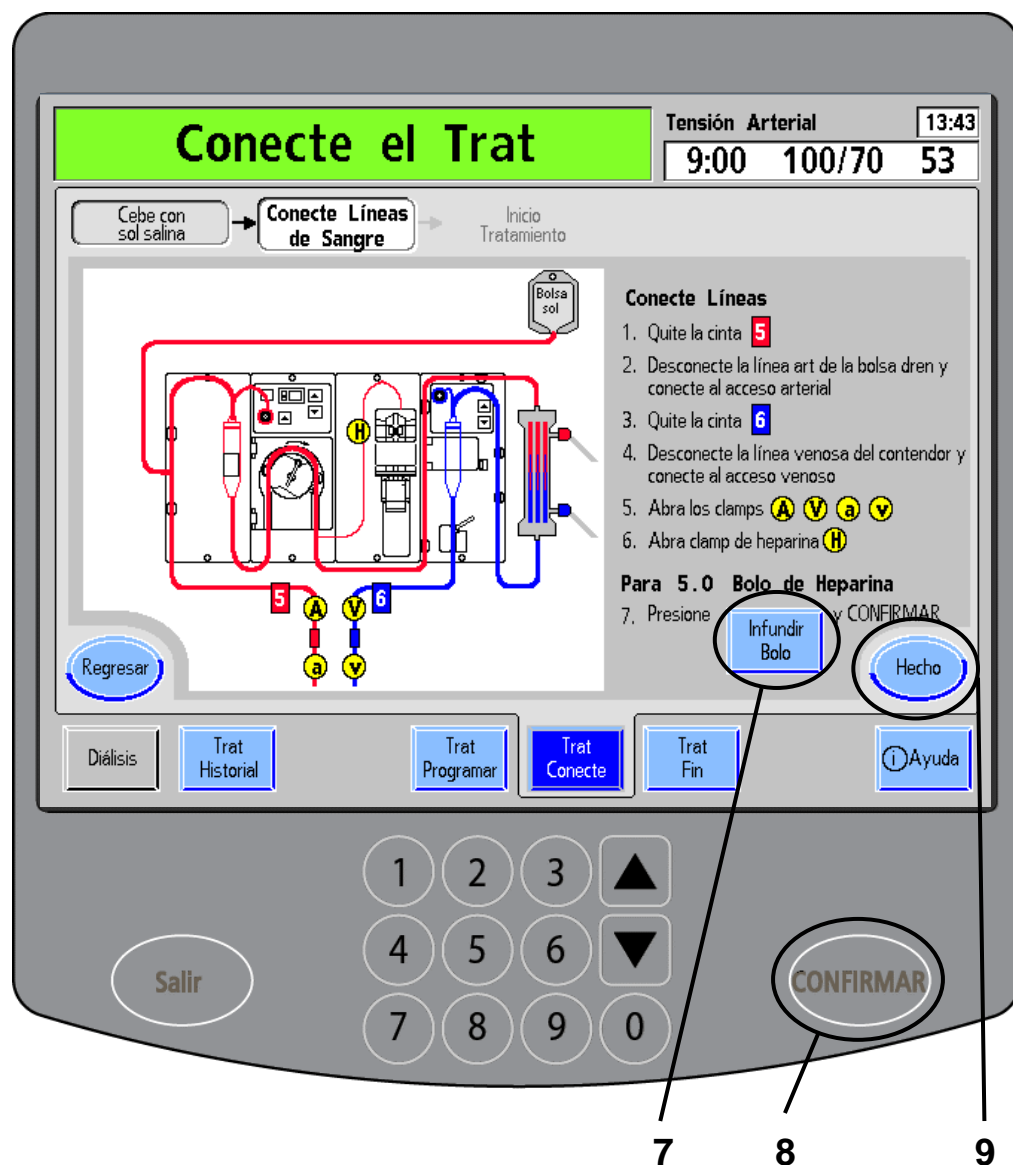 Conecte el Trat
Tensión Arterial
13:43
9:00 100/70 53
Cebe con
sol salina
Conecte Líneas
de Sangre
Inicio
Tratamiento
Bolsa
sol
H
5
A
V
6
a
v
Conecte Líneas
1. Quite la cinta 5
2. Desconecte la línea art de la bolsa dren y
conecte al acceso arterial
3. Quite la cinta 6
4. Desconecte la línea venosa del contendor y
conecte al acceso venoso
5. Abra los clamps A V a v
6. Abra clamp de heparina H
Para 5.0 Bolo de Heparina
7. Presione Infundir
Bolo
y CONFIRMAR
Regresar
Hecho
Diálisis
Trat
Historial
Trat
Programar
Trat
Conecte
Trat
Fin
i Ayuda
1 2 3
4 5 6
7 8 9 0
Salir
CONFIRMAR
7 8 9